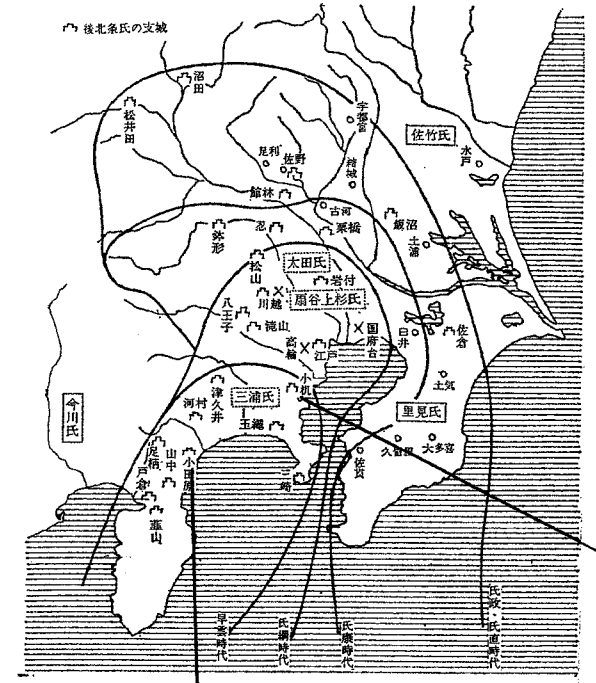 後北条氏の支城
沼田
松井田
宇都宮
佐竹氏
水戸
足利
佐野
結城
館林
古河
栗橋
飯沼
土浦
鉢形
忍
松山
太田氏
岩付
川越
扇谷上杉氏
八王子
滝山
高輪
江戸
国府台
臼井
佐倉
小机
土気
津久井
河村
三浦氏
玉縄
里見氏
久留里
大多喜
今川氏
足柄
山中
小田原
戸倉
韮山
三崎
佐貫
早雲時代
氏綱時代
氏康時代
氏政・氏直時代